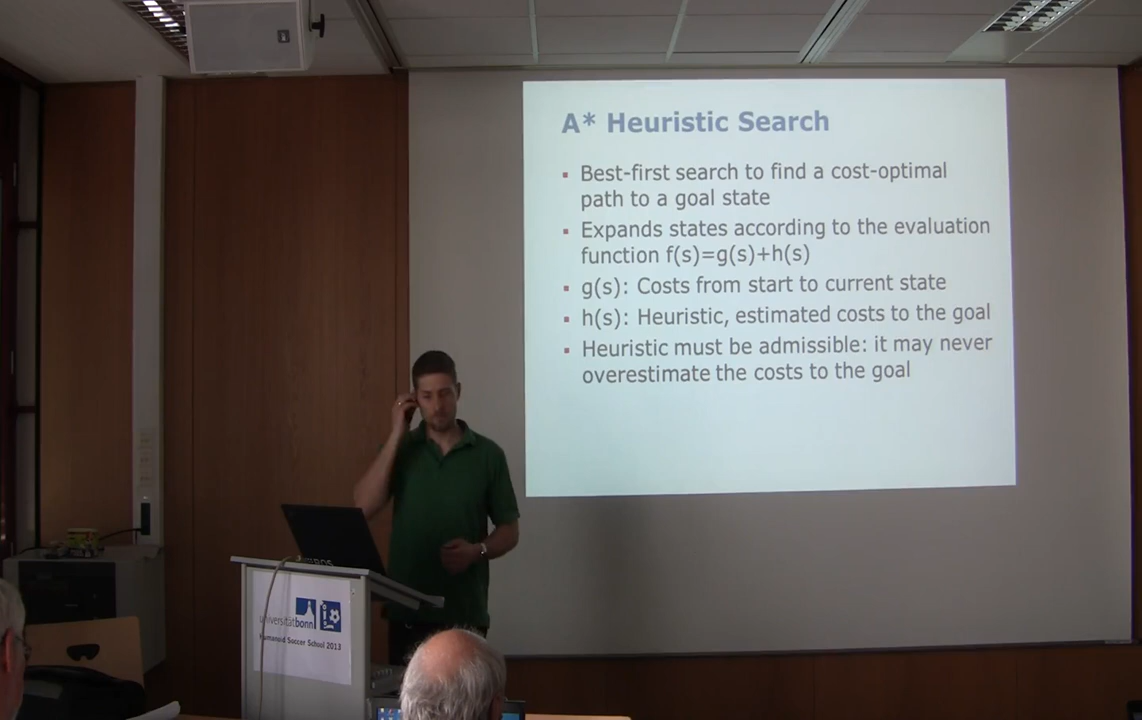 A* Heuristic Search
▪ Best-first search to find a cost-optimal
path to a goal state
▪ Expands states according to the evaluation
function f(s)=g(s)+h(s)
▪ g(s): Costs from start to current state
▪ h(s): Heuristic, estimated costs to the goal
▪ Heuristic must be admissible: it may never
overestimate the costs to the goal
universitätbonn
Humanoid Soccer School 2013